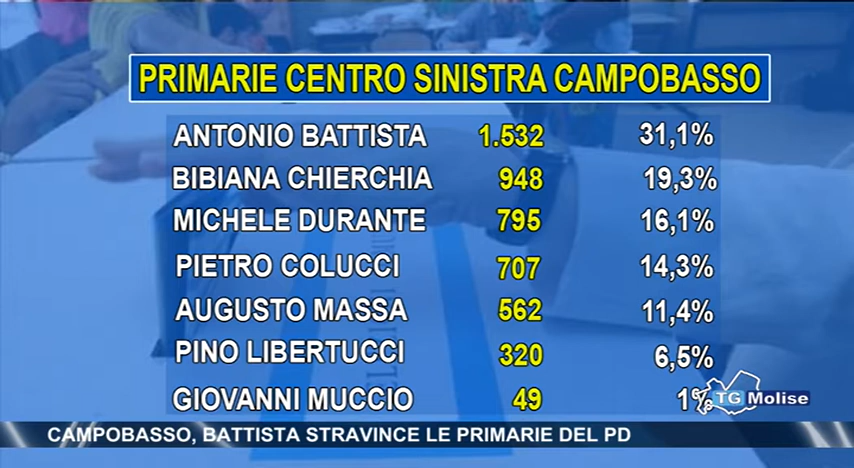 PRIMARIE CENTRO SINISTRA CAMPOBASSO
ANTONIO BATTISTA 1.532 31,1%
BIBIANA CHIERCHIA 948 19,3%
MICHELE DURANTE 795 16,1%
PIETRO COLUCCI 707 14,3%
AUGUSTO MASSA 562 11,4%
PINO LIBERTUCCI 320 6,5%
GIOVANNI MUCCIO 49 1%
TG Molise
CAMPOBASSO, BATTISTA STRAVINCE LE PRIMARIE DEL PD